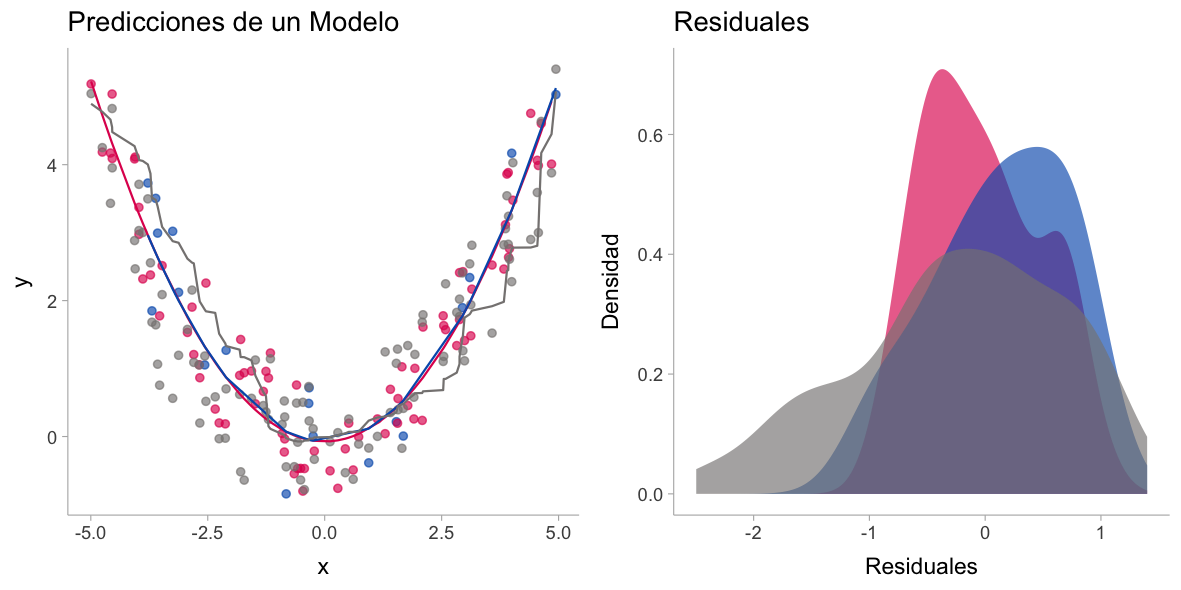 Predicciones de un Modelo
y
4
2
0
-5.0 -2.5 0.0 2.5 5.0
x
Residuales
Densidad
0.6
0.4
0.2
0.0
-2 -1 0 1
Residuales